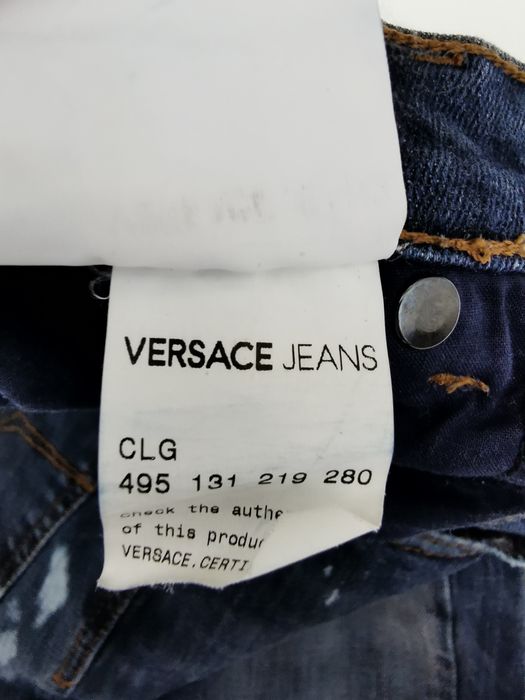 VERSACE JEANS
CLG
495 131 219 280
check the authe
of this produc
VERSACE.CERTI